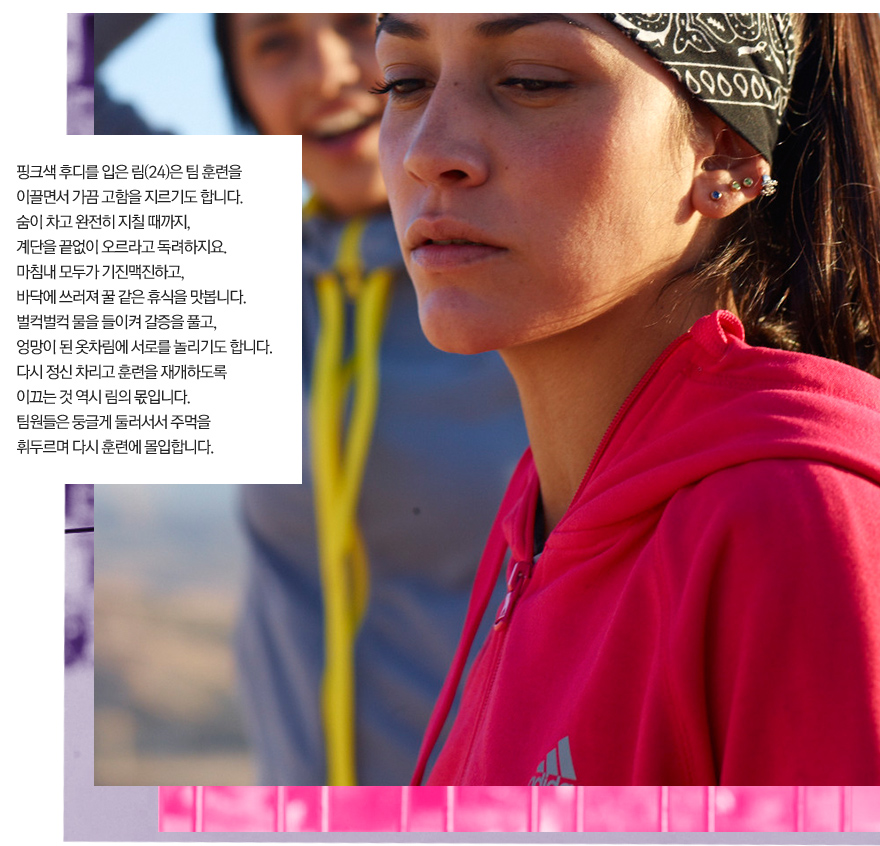 핑크색 후디를 입은 림(24)은 팀 훈련을
이끌면서 가끔 고함을 지르기도 합니다.
숨이 차고 완전히 지칠 때까지,
계단을 끝없이 오르라고 독려하지요.
마침내 모두가 기진맥진하고,
바닥에 쓰러져 꿀 같은 휴식을 맛봅니다.
벌컥벌컥 물을 들이켜 갈증을 풀고,
엉망이 된 옷차림에 서로를 놀리기도 합니다.
다시 정신 차리고 훈련을 재개하도록
이끄는 것 역시 림의 몫입니다.
팀원들은 둥글게 둘러서서 주먹을
휘두르며 다시 훈련에 몰입합니다.
adidas